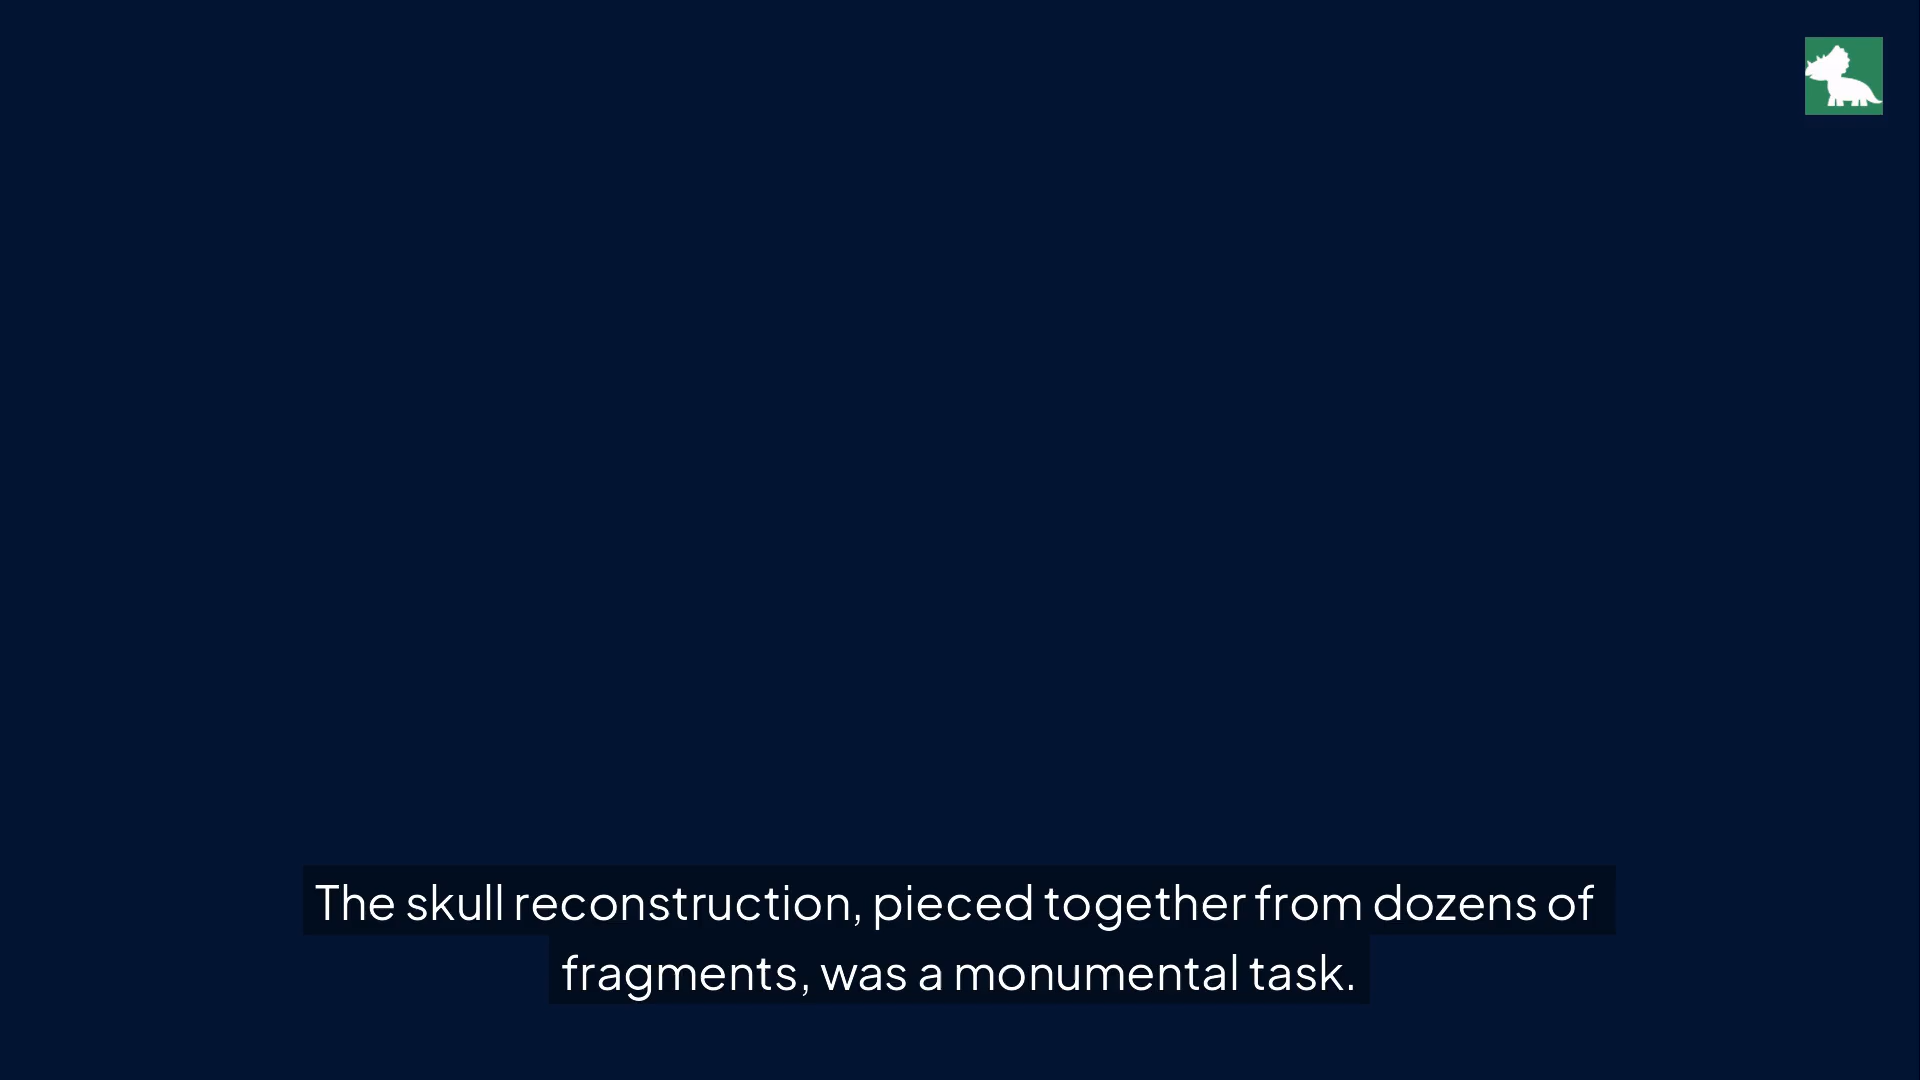 The skull reconstruction, pieced together from dozens of
fragments, was a monumental task.